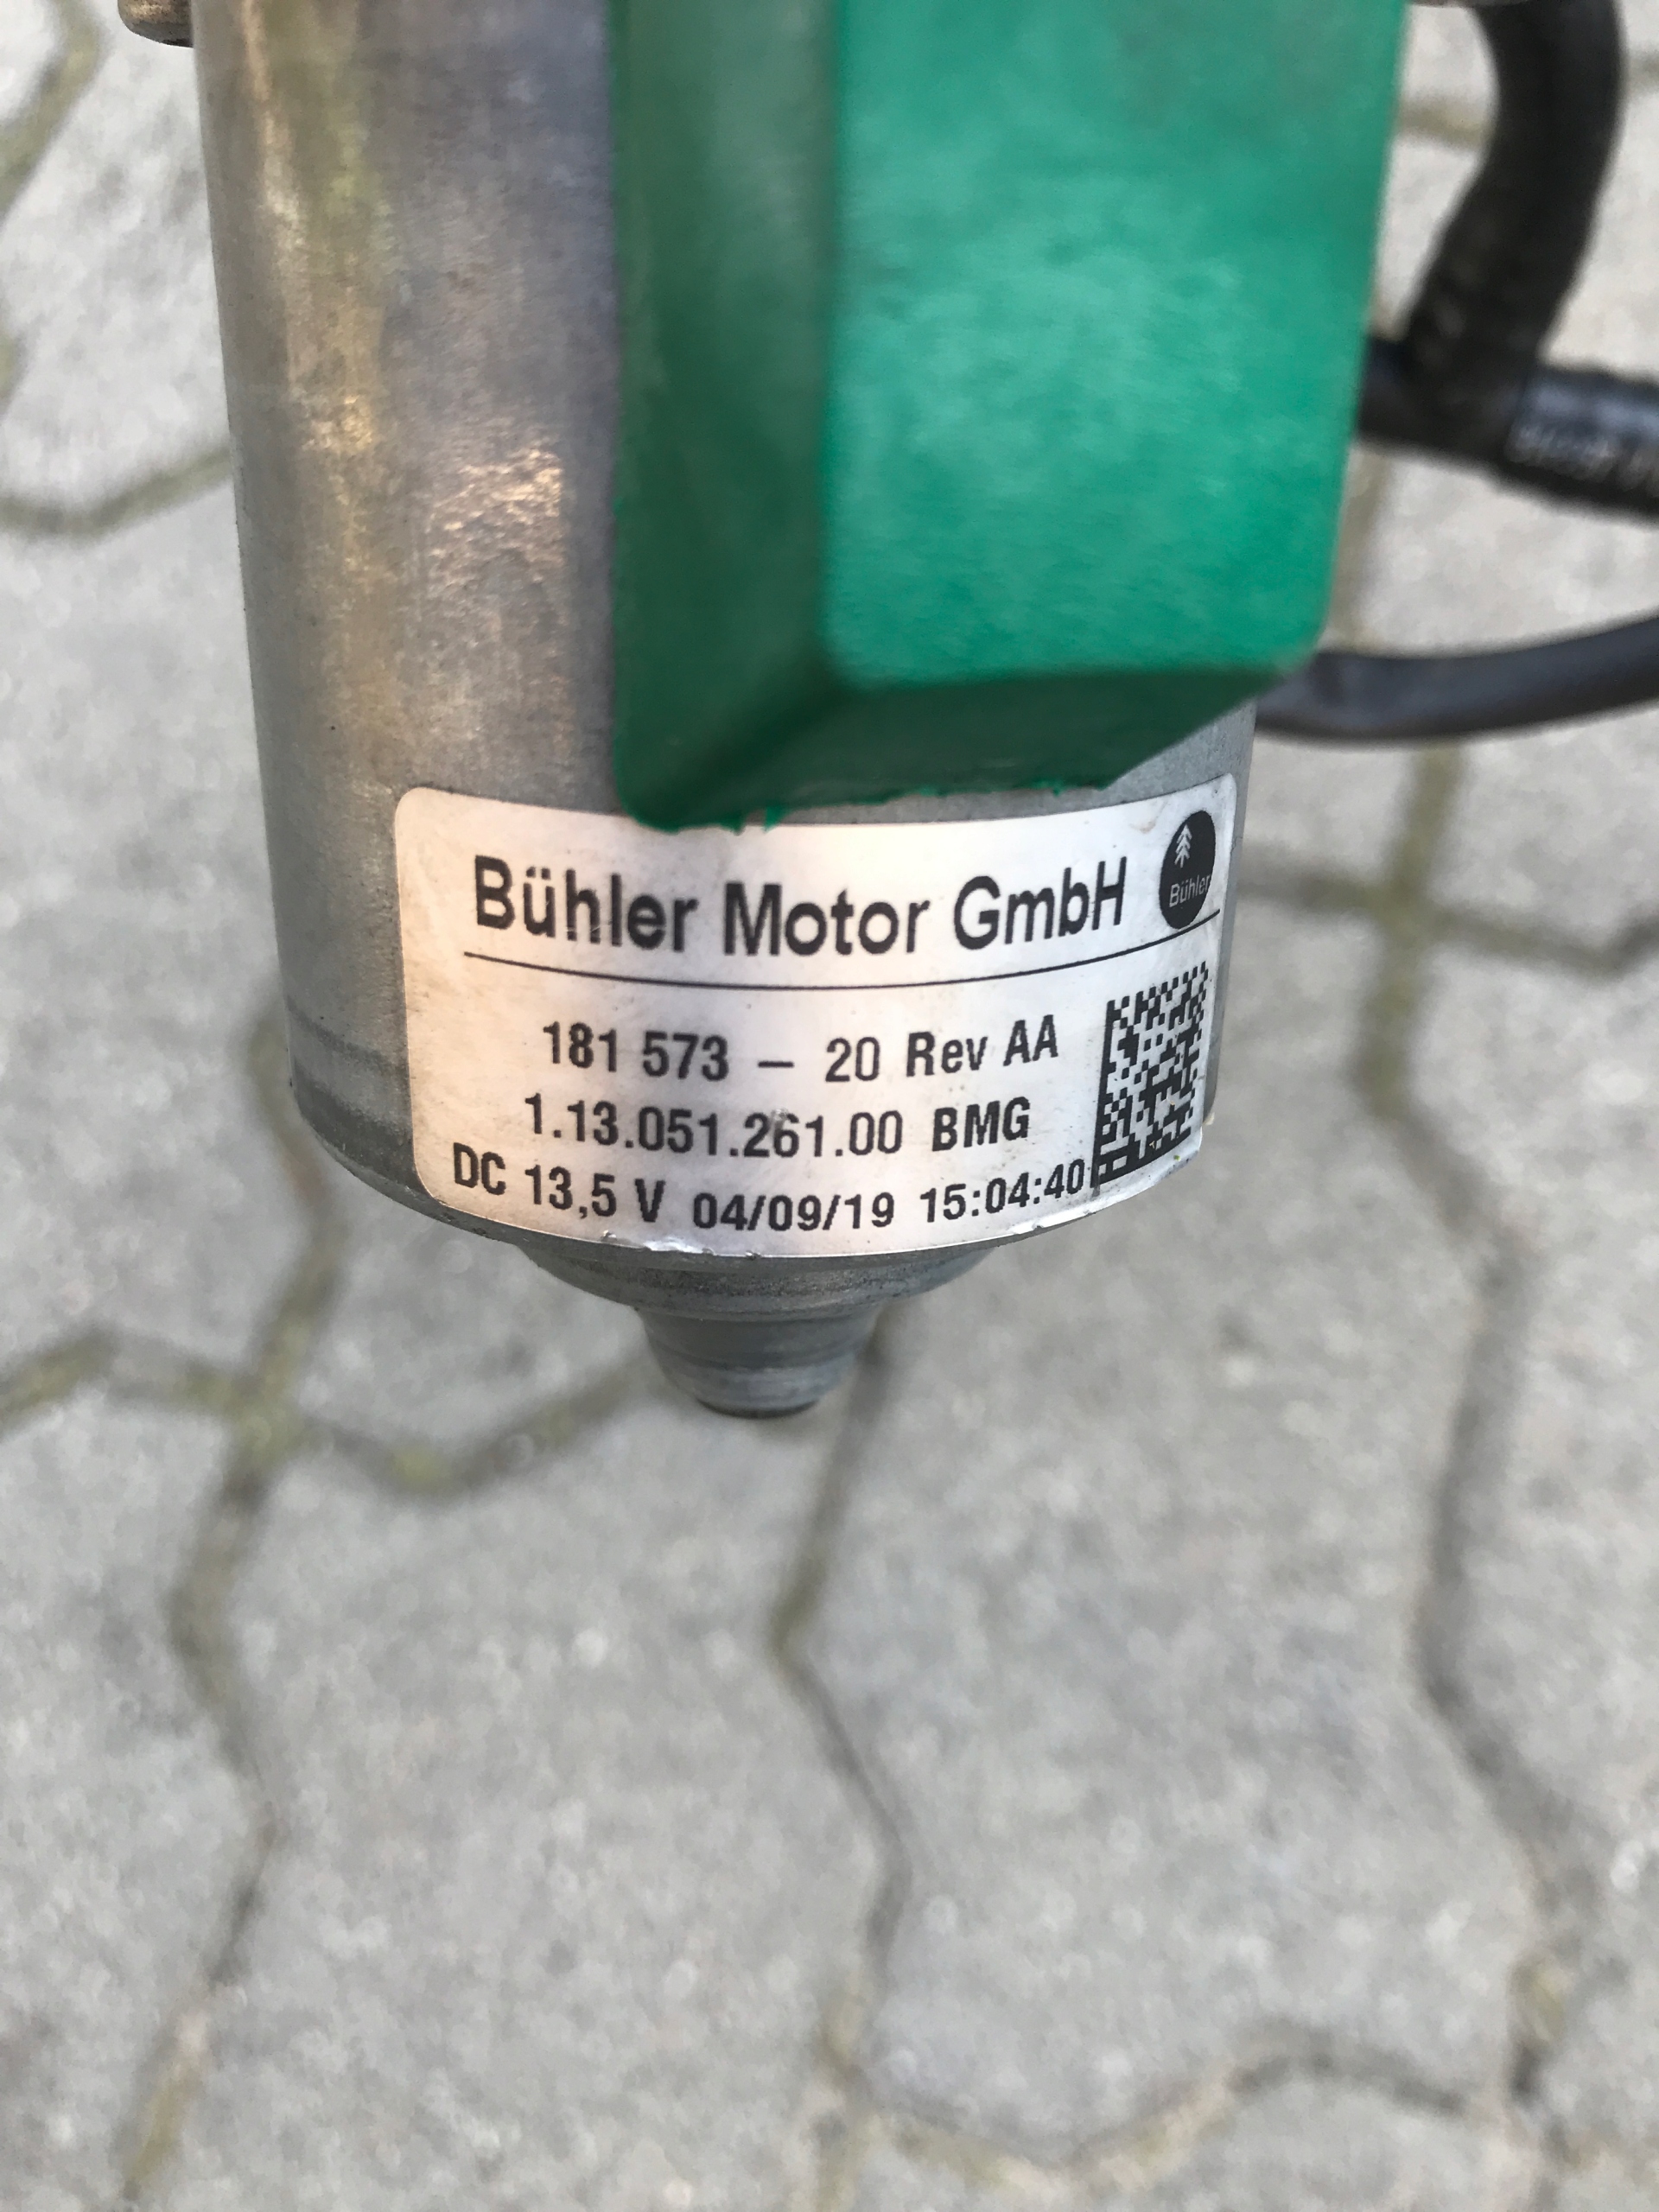 Bühler Motor GmbH
Bühler
181 573 – 20 Rev AA
1.13.051.261.00 BMG
DC 13,5 V 04/09/19 15:04:40